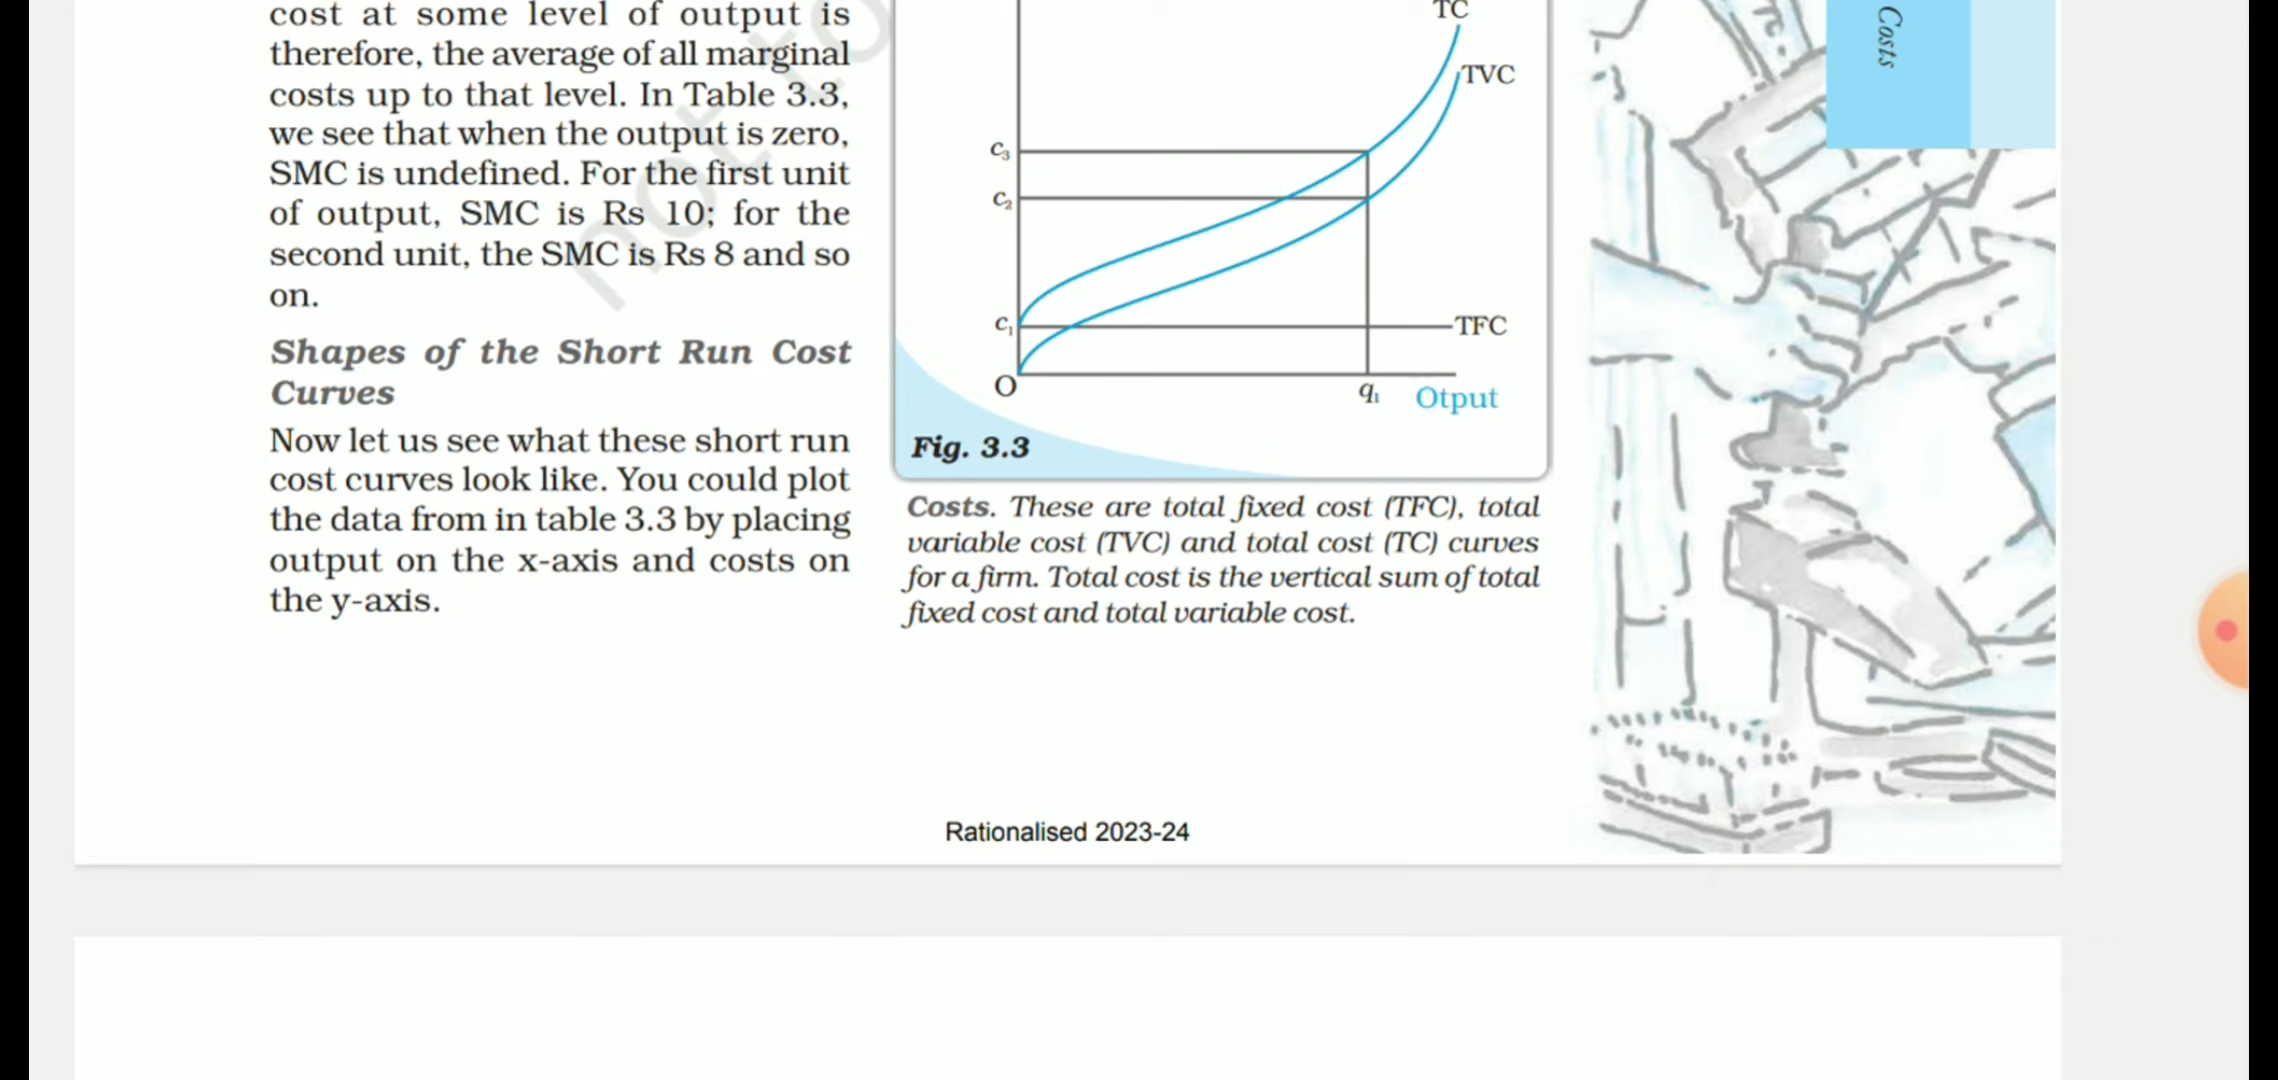 cost at some level of output is
therefore, the average of all marginal
costs up to that level. In Table 3.3,
we see that when the output is zero,
SMC is undefined. For the first unit
of output, SMC is Rs 10; for the
second unit, the SMC is Rs 8 and so
on.
Shapes of the Short Run Cost
Curves
Now let us see what these short run
cost curves look like. You could plot
the data from in table 3.3 by placing
output on the x-axis and costs on
the y-axis.
not to
TC
TVC
c₃
c₂
c₁
TFC
O
q₁
Otput
Fig. 3.3
Costs. These are total fixed cost (TFC), total
variable cost (TVC) and total cost (TC) curves
for a firm. Total cost is the vertical sum of total
fixed cost and total variable cost.
Costs
Rationalised 2023-24